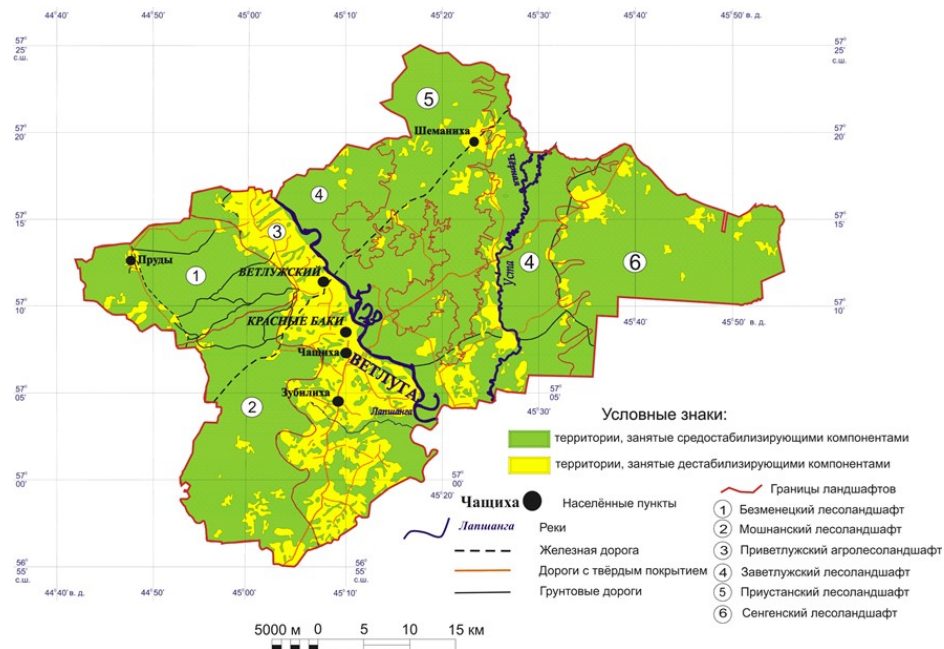 44° 40'
44° 50'
45° 00'
45° 10'
45° 20'
45° 30'
45° 40'
45° 50' в. д.
57°
25'
с.ш.
57°
25'
с.ш.
5
57°
20'
Шеманиха
57°
20'
4
57°
15'
57°
15'
3
Пруды
1
Уста
4
6
ВЕТЛУЖСКИЙ
57°
10'
57°
10'
45° 40'
45° 50' в. д.
КРАСНЫЕ БАКИ
Чащиха
ВЕТЛУГА
57°
05'
Зубилиха
57°
05'
2
Лапшанга
45° 30'
57°
00'
57°
00'
45° 20'
56°
55'
с.ш.
56°
55'
с.ш.
44° 40' в. д.
44° 50'
45° 00'
45° 10'
Условные знаки:
территории, занятые средостабилизирующими компонентами
территории, занятые дестабилизирующими компонентами
Чащиха Населённые пункты
Лапшанга Реки
Железная дорога
Дороги с твёрдым покрытием
Грунтовые дороги
Границы ландшафтов
1 Безменецкий лесоландшафт
2 Мошнанский лесоландшафт
3 Приветлужский агролесоландшафт
4 Заветлужский лесоландшафт
5 Приустанский лесоландшафт
6 Сенгенский лесоландшафт
5000 м 0 5 10 15 км